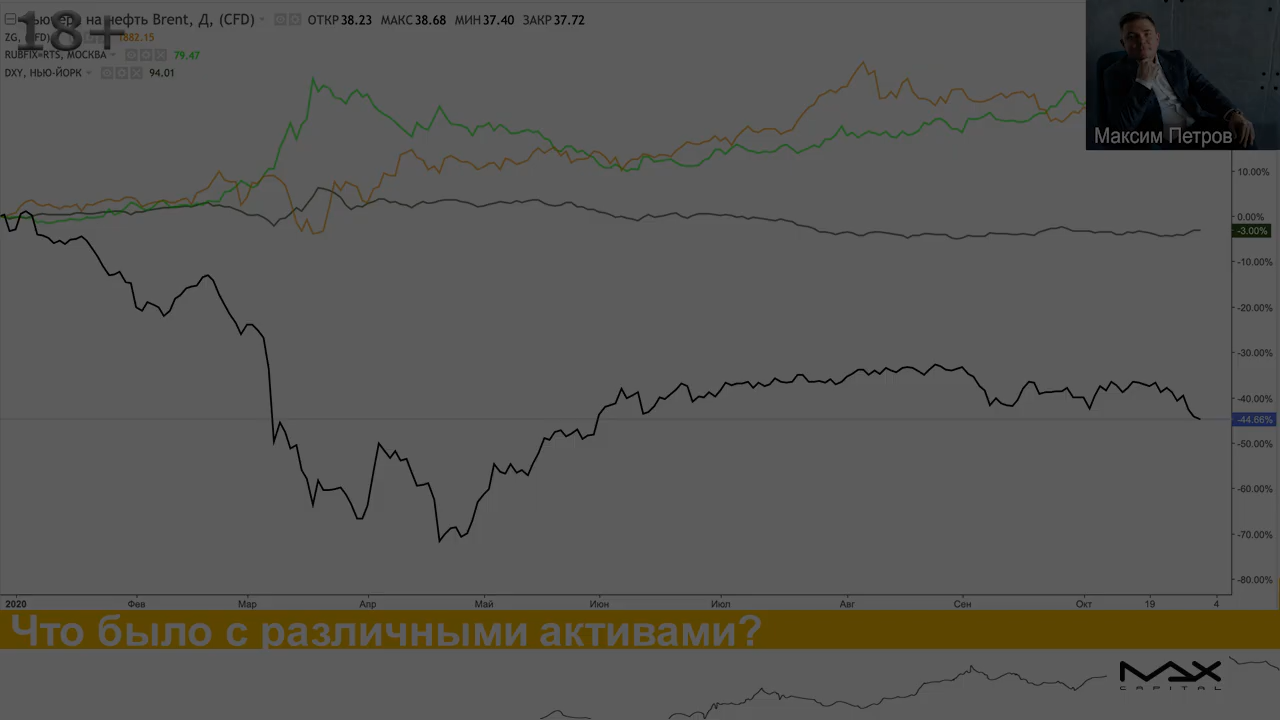 18+
на нефть Brent, Д, (CFD) ОТКР 38.23 МАКС 38.68 МИН 37.40 ЗАКР 37.72
ZG, 1882.15
RUBFIX=RTS, МОСКВА 79.47
DXY, НЬЮ-ЙОРК 94.01
Максим Петров
10.00%
0.00%
-3.00%
-10.00%
-20.00%
-30.00%
-40.00%
-44.66%
-50.00%
-60.00%
-70.00%
-80.00%
2020 Фев Мар Апр Май Июн Июл Авг Сен Окт 19 4
Что было с различными активами?
MAX
CAPITAL